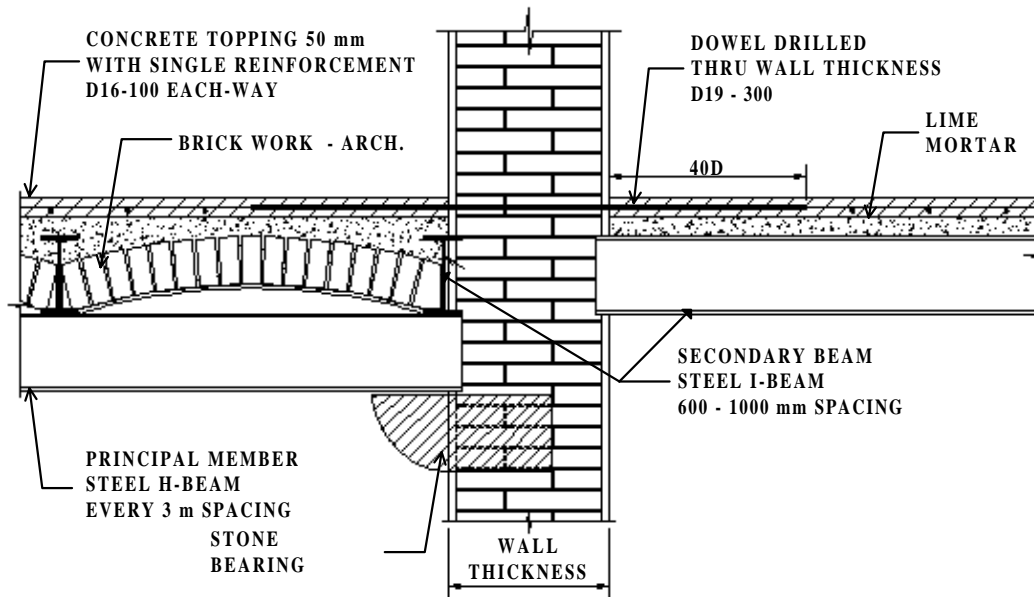 CONCRETE TOPPING 50 mm
WITH SINGLE REINFORCEMENT
D16-100 EACH-WAY
BRICK WORK - ARCH.
DOWEL DRILLED
THRU WALL THICKNESS
D19 - 300
LIME
MORTAR
40D
SECONDARY BEAM
STEEL I-BEAM
600 - 1000 mm SPACING
PRINCIPAL MEMBER
STEEL H-BEAM
EVERY 3 m SPACING
STONE
BEARING
WALL
THICKNESS